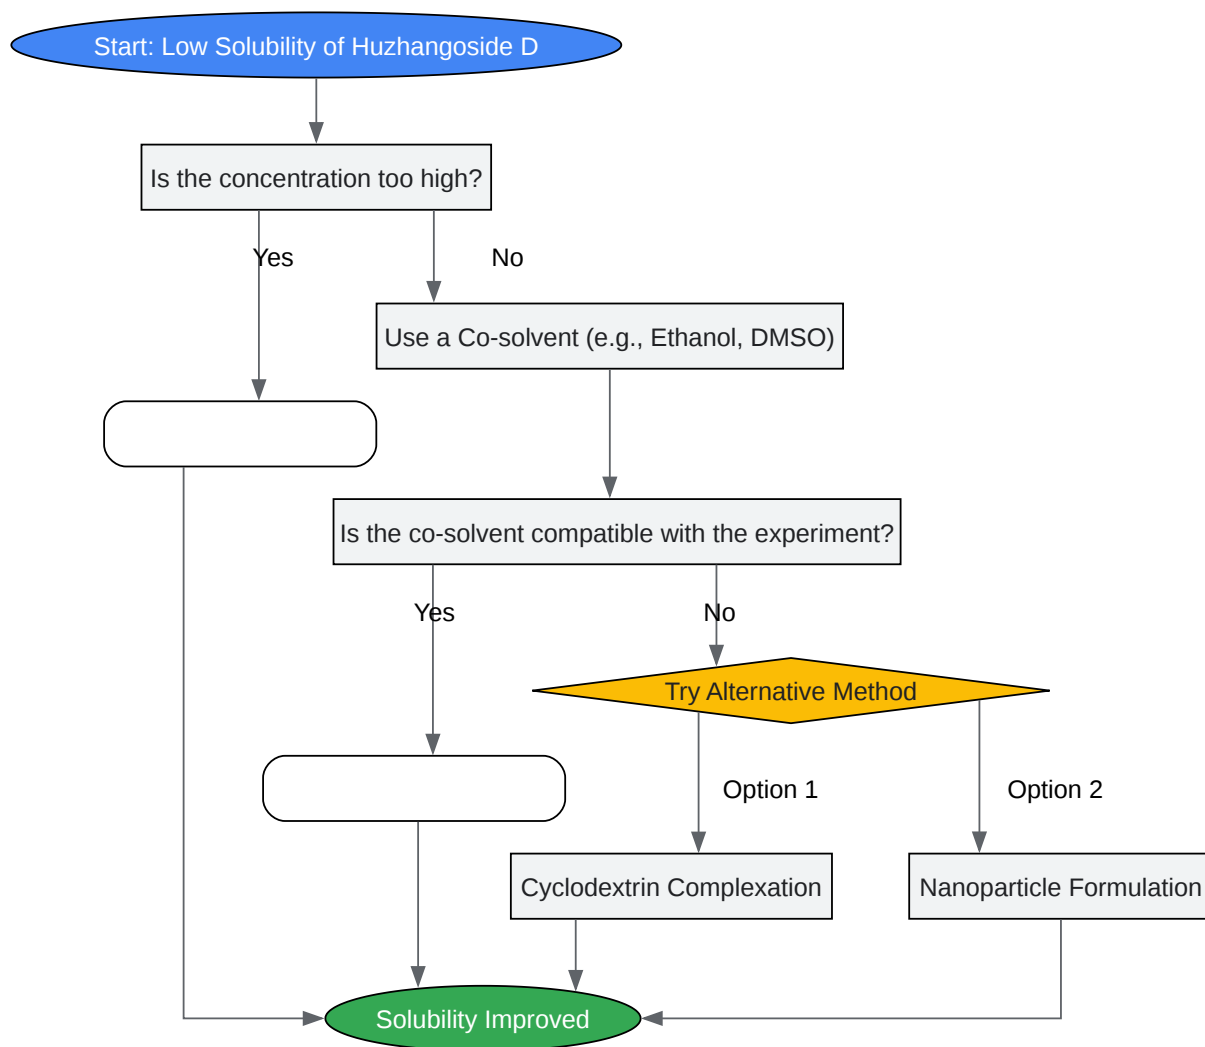 Start: Low Solubility of Huzhangoside D
Is the concentration too high?
Yes
No
Use a Co-solvent (e.g., Ethanol, DMSO)
Is the co-solvent compatible with the experiment?
Yes
No
Try Alternative Method
Option 1
Option 2
Cyclodextrin Complexation
Nanoparticle Formulation
Solubility Improved